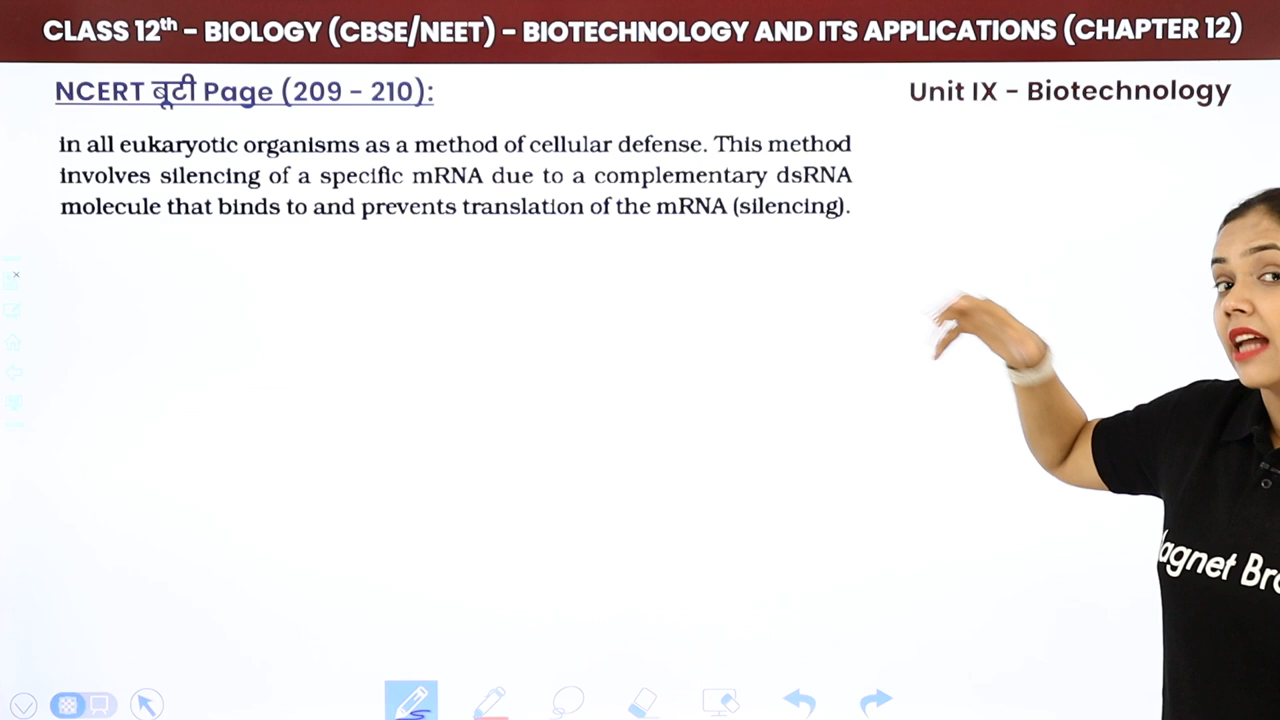 CLASS 12th - BIOLOGY (CBSE/NEET) - BIOTECHNOLOGY AND ITS APPLICATIONS (CHAPTER 12)
NCERT बूटी Page (209 - 210):
Unit IX - Biotechnology
in all eukaryotic organisms as a method of cellular defense. This method
involves silencing of a specific mRNA due to a complementary dsRNA
molecule that binds to and prevents translation of the mRNA (silencing).
agnet Br